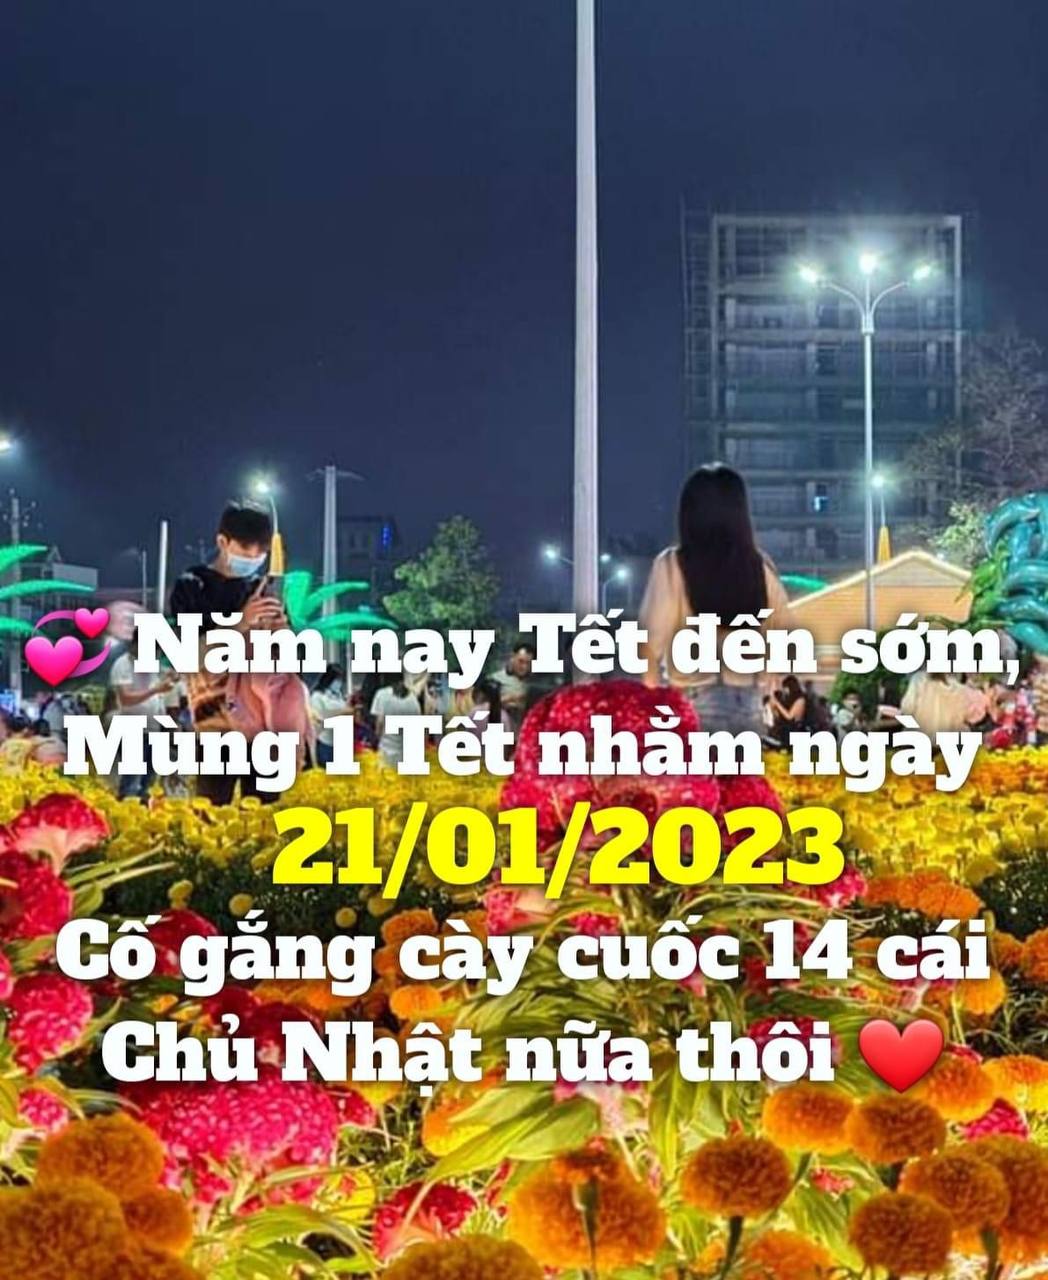 💞 Năm nay Tết đến sớm,
Mùng 1 Tết nhằm ngày
21/01/2023
Cố gắng cày cuốc 14 cái
Chủ Nhật nữa thôi ❤️